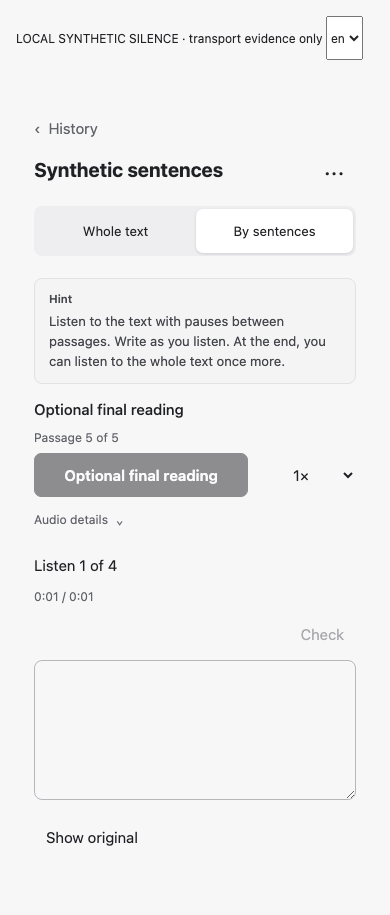 LOCAL SYNTHETIC SILENCE · transport evidence only en
‹ History
Synthetic sentences
...
Whole text By sentences
Hint
Listen to the text with pauses between
passages. Write as you listen. At the end, you
can listen to the whole text once more.
Optional final reading
Passage 5 of 5
Optional final reading 1×
Audio details
Listen 1 of 4
0:01 / 0:01
Check
Show original